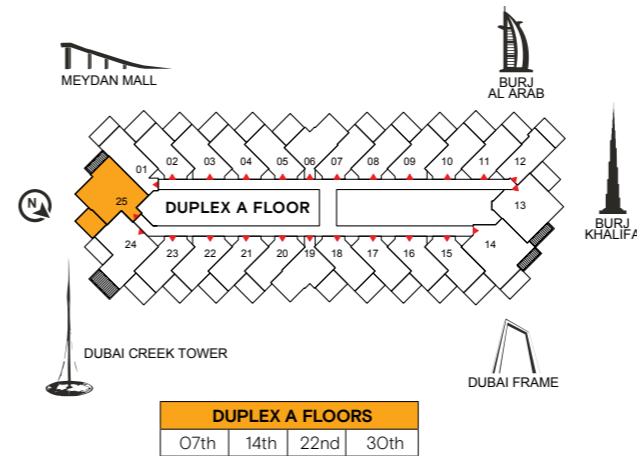 MEYDAN MALL
BURJ
AL ARAB
BURJ
KHALIFA
01 02 03 04 05 06 07 08 09 10 11 12
13
25
DUPLEX A FLOOR
N
24 23 22 21 20 19 18 17 16 15 14
DUBAI CREEK TOWER
DUBAI FRAME
DUPLEX A FLOORS
07th 14th 22nd 30th